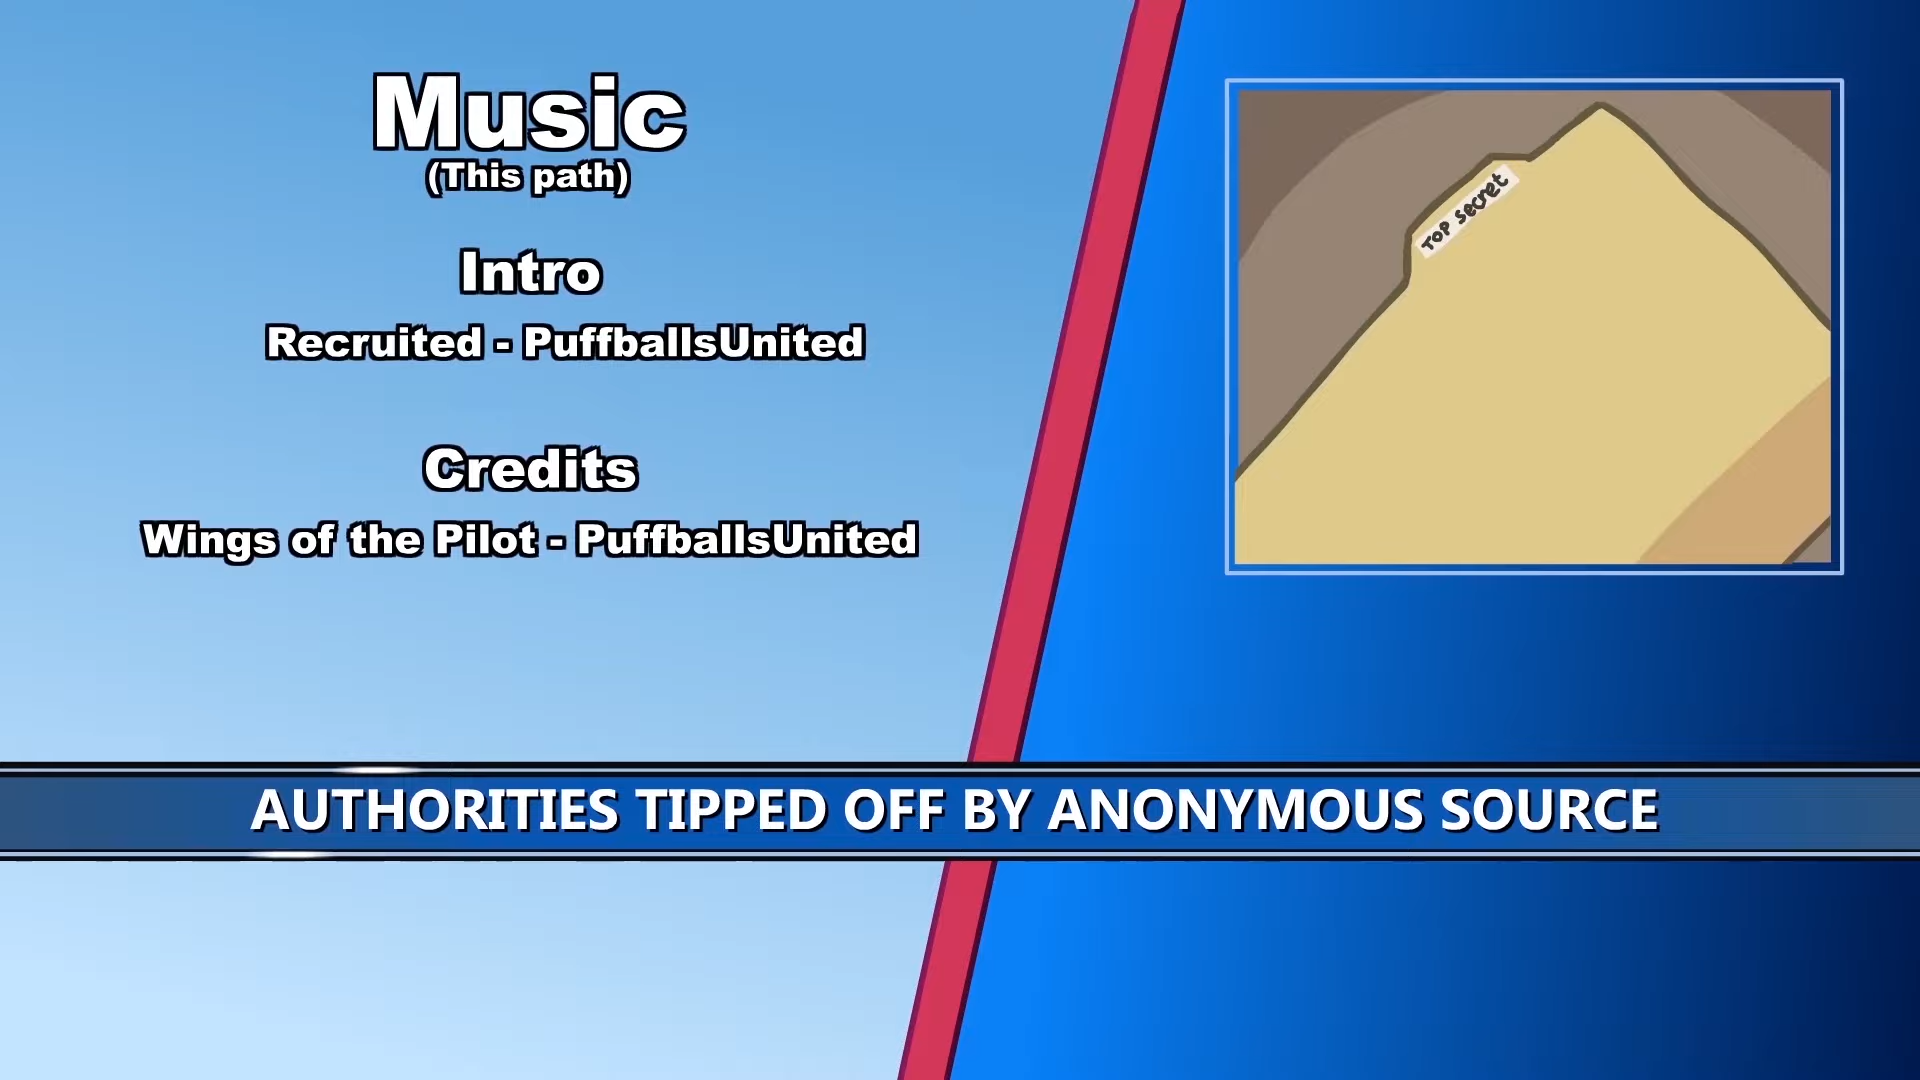 Music
(This path)
Intro
Recruited - PuffballsUnited
Credits
Wings of the Pilot - PuffballsUnited
Top secret
AUTHORITIES TIPPED OFF BY ANONYMOUS SOURCE